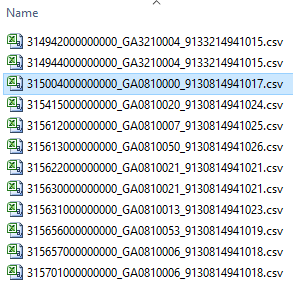 Name
314942000000000_GA3210004_9133214941015.csv
314944000000000_GA3210004_9133214941015.csv
315004000000000_GA0810000_9130814941017.csv
315415000000000_GA0810020_9130814941024.csv
315612000000000_GA0810007_9130814941025.csv
315613000000000_GA0810050_9130814941026.csv
315622000000000_GA0810021_9130814941021.csv
315630000000000_GA0810021_9130814941021.csv
315631000000000_GA0810013_9130814941023.csv
315656000000000_GA0810053_9130814941019.csv
315657000000000_GA0810006_9130814941018.csv
315701000000000_GA0810006_9130814941018.csv